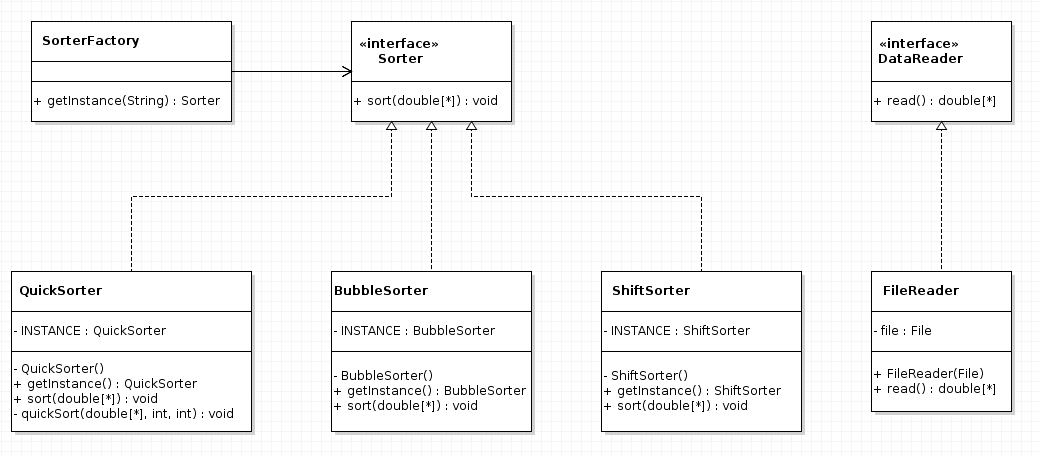 SorterFactory
+ getInstance(String) : Sorter
«interface»
Sorter
+ sort(double[*]) : void
«interface»
DataReader
+ read() : double[*]
QuickSorter
- INSTANCE : QuickSorter
- QuickSorter()
+ getInstance() : QuickSorter
+ sort(double[*]) : void
- quickSort(double[*], int, int) : void
BubbleSorter
- INSTANCE : BubbleSorter
- BubbleSorter()
+ getInstance() : BubbleSorter
+ sort(double[*]) : void
ShiftSorter
- INSTANCE : ShiftSorter
- ShiftSorter()
+ getInstance() : ShiftSorter
+ sort(double[*]) : void
FileReader
- file : File
+ FileReader(File)
+ read() : double[*]